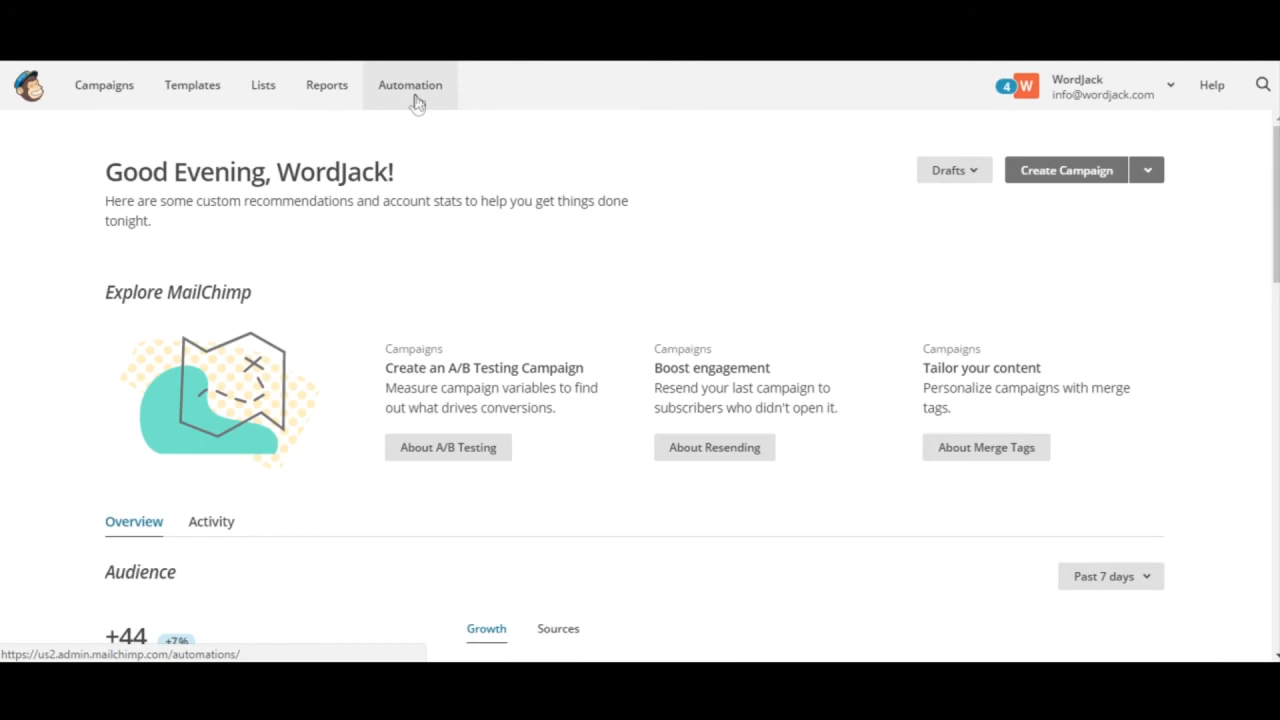 Campaigns Templates Lists Reports Automation
4 W WordJack
info@wordjack.com
Help
Good Evening, WordJack!
Here are some custom recommendations and account stats to help you get things done
tonight.
Drafts
Create Campaign
Explore MailChimp
Campaigns
Create an A/B Testing Campaign
Measure campaign variables to find
out what drives conversions.
About A/B Testing
Campaigns
Boost engagement
Resend your last campaign to
subscribers who didn't open it.
About Resending
Campaigns
Tailor your content
Personalize campaigns with merge
tags.
About Merge Tags
Overview Activity
Audience
Past 7 days
+44 +7%
Growth Sources
https://us2.admin.mailchimp.com/automations/